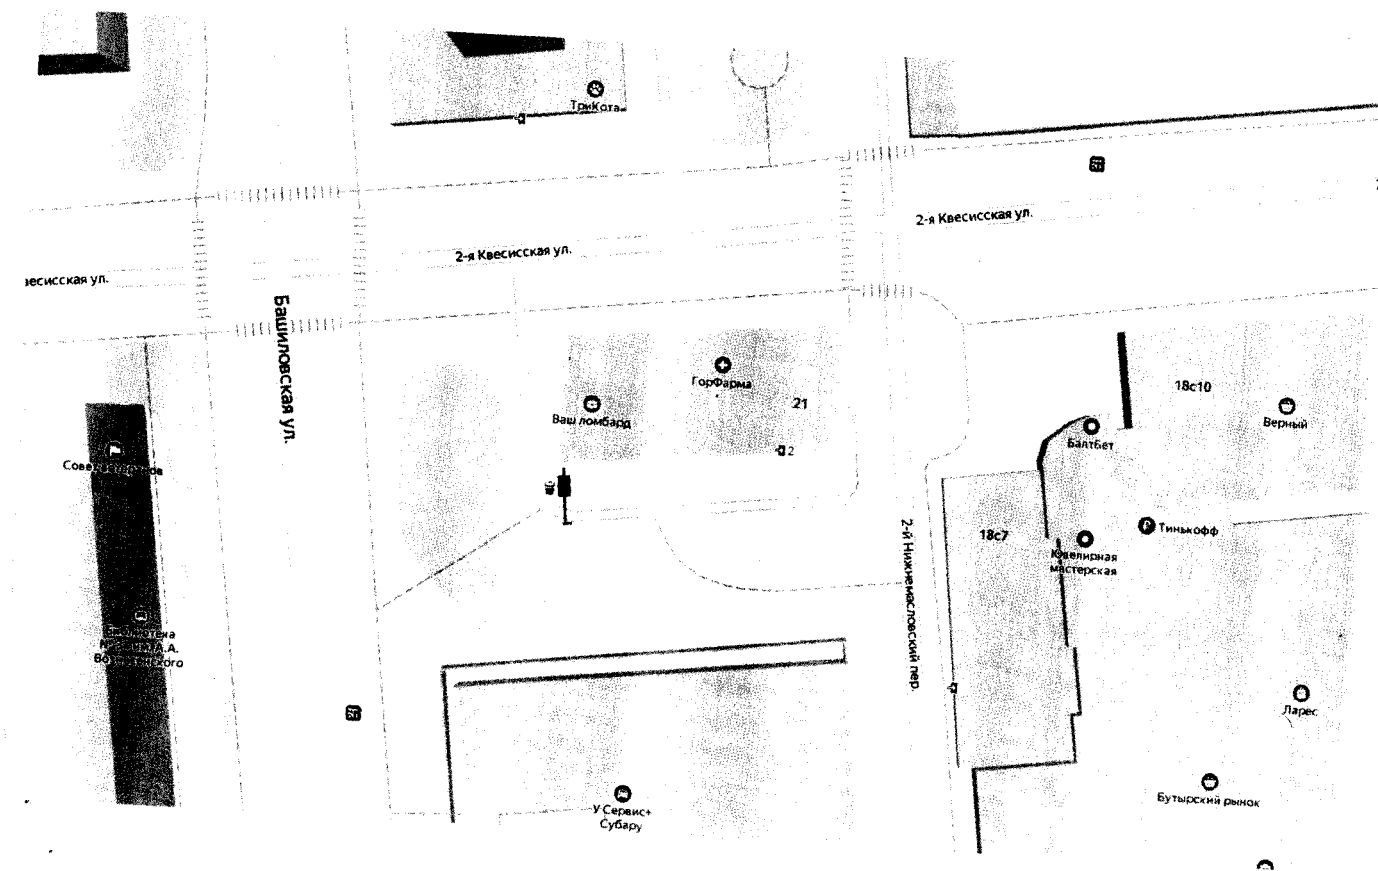 ТриКота
2-я Квесисская ул.
2-я Квесисская ул.
весисская ул.
Башиловская ул.
ГорФарма
21
Ваш ломбард
2
18с10
Верный
Балтбет
Тинькофф
18с7
Ювелирная
мастерская
2-й Нижнемасловский пер.
Ларес
Бутырский рынок
У Сервис+
Субару